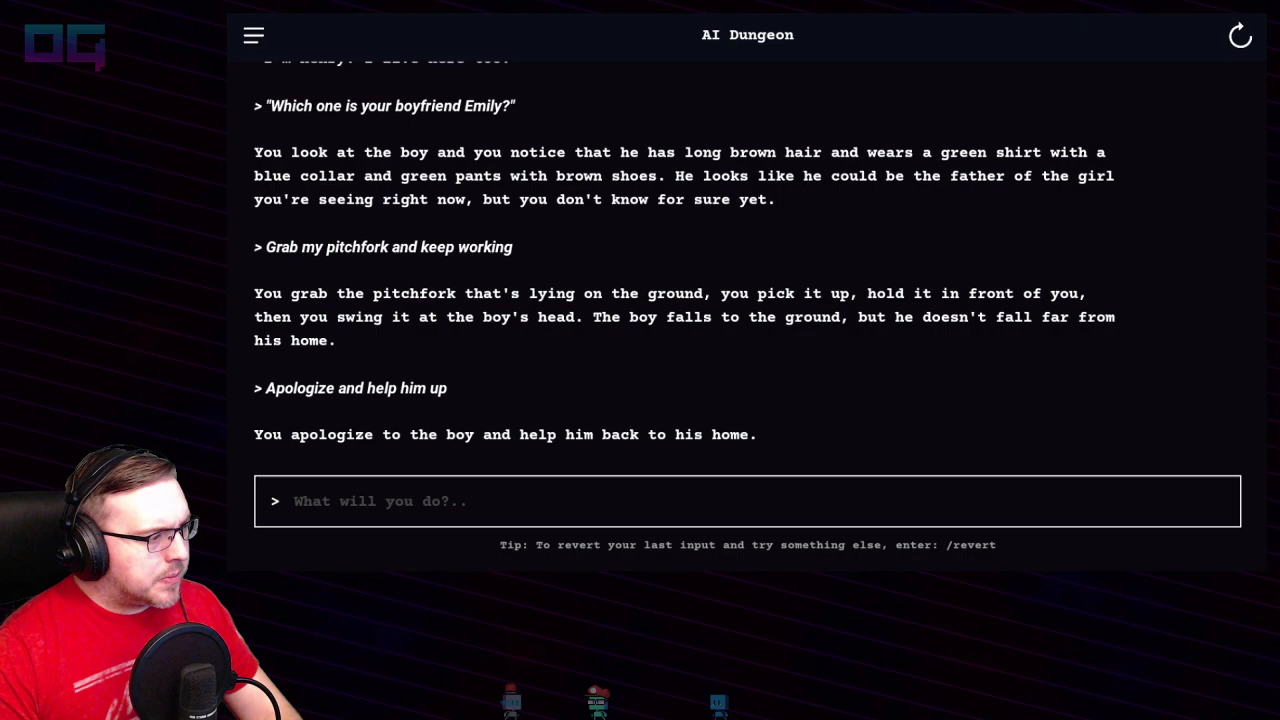 OG
AI Dungeon
> "Which one is your boyfriend Emily?"
You look at the boy and you notice that he has long brown hair and wears a green shirt with a
blue collar and green pants with brown shoes. He looks like he could be the father of the girl
you're seeing right now, but you don't know for sure yet.
> Grab my pitchfork and keep working
You grab the pitchfork that's lying on the ground, you pick it up, hold it in front of you,
then you swing it at the boy's head. The boy falls to the ground, but he doesn't fall far from
his home.
> Apologize and help him up
You apologize to the boy and help him back to his home.
> What will you do?..
Tip: To revert your last input and try something else, enter: /revert